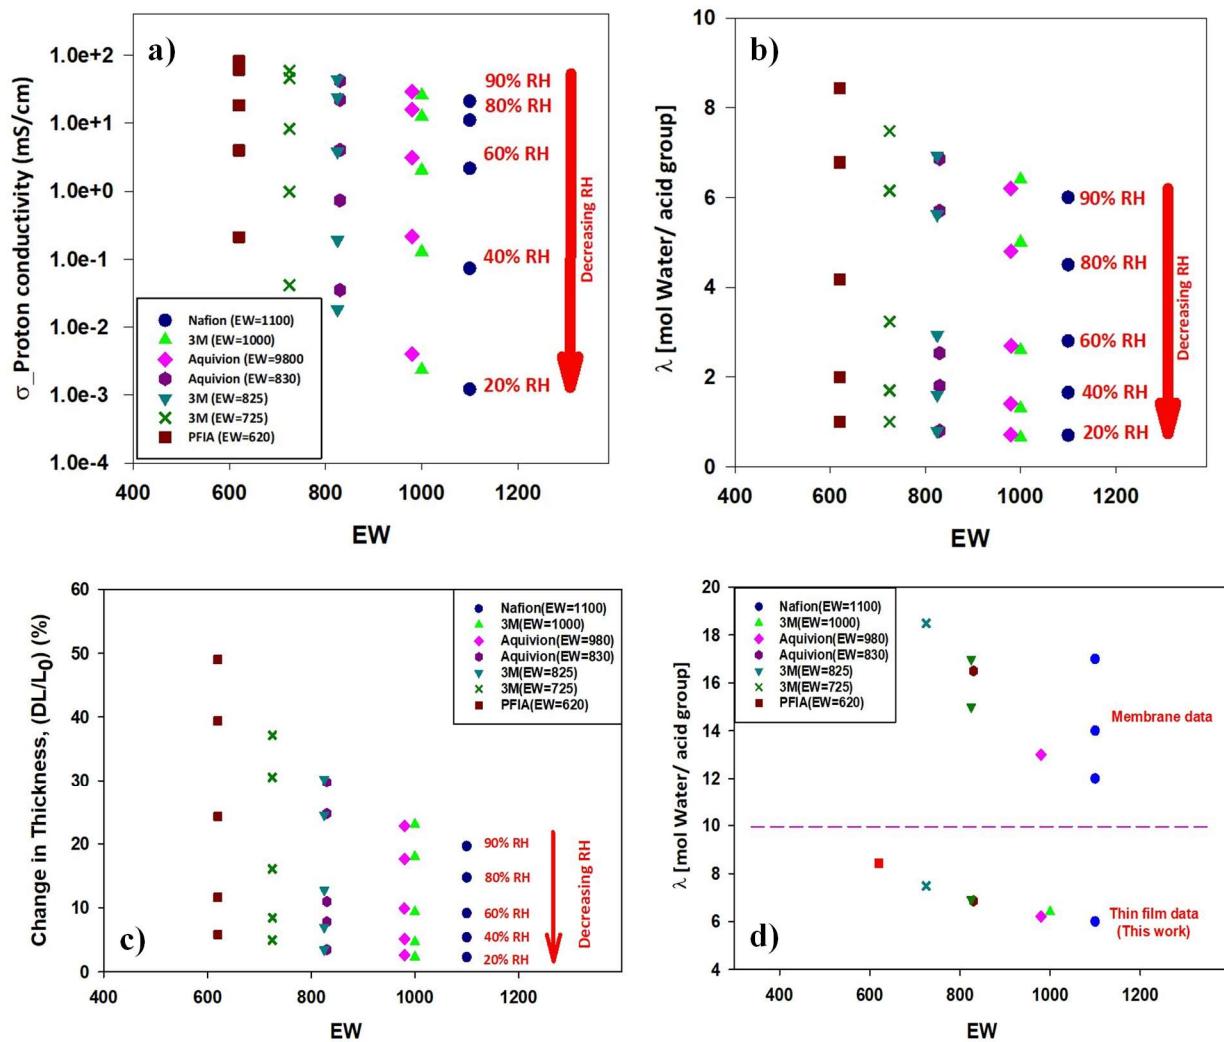 a)
σ_Proton conductivity (mS/cm)
1.0e+2
1.0e+1
1.0e+0
1.0e-1
1.0e-2
1.0e-3
1.0e-4
90% RH
80% RH
60% RH
40% RH
20% RH
Decreasing RH
Nafion (EW=1100)
3M (EW=1000)
Aquivion (EW=9800
Aquivion (EW=830)
3M (EW=825)
3M (EW=725)
PFIA (EW=620)
400 600 800 1000 1200
EW
b)
λ [mol Water/ acid group]
10
8
6
4
2
0
90% RH
80% RH
60% RH
40% RH
20% RH
Decreasing RH
400 600 800 1000 1200
EW
c)
Change in Thickness, (DL/L0) (%)
60
50
40
30
20
10
0
Nafion(EW=1100)
3M(EW=1000)
Aquivion(EW=980)
Aquivion(EW=830)
3M(EW=825)
3M(EW=725)
PFIA(EW=620)
90% RH
80% RH
60% RH
40% RH
20% RH
Decreasing RH
400 600 800 1000 1200
EW
d)
λ [mol Water/ acid group]
20
18
16
14
12
10
8
6
4
Nafion(EW=1100)
3M(EW=1000)
Aquivion(EW=980)
Aquivion(EW=830)
3M(EW=825)
3M(EW=725)
PFIA(EW=620)
Membrane data
Thin film data
(This work)
400 600 800 1000 1200
EW